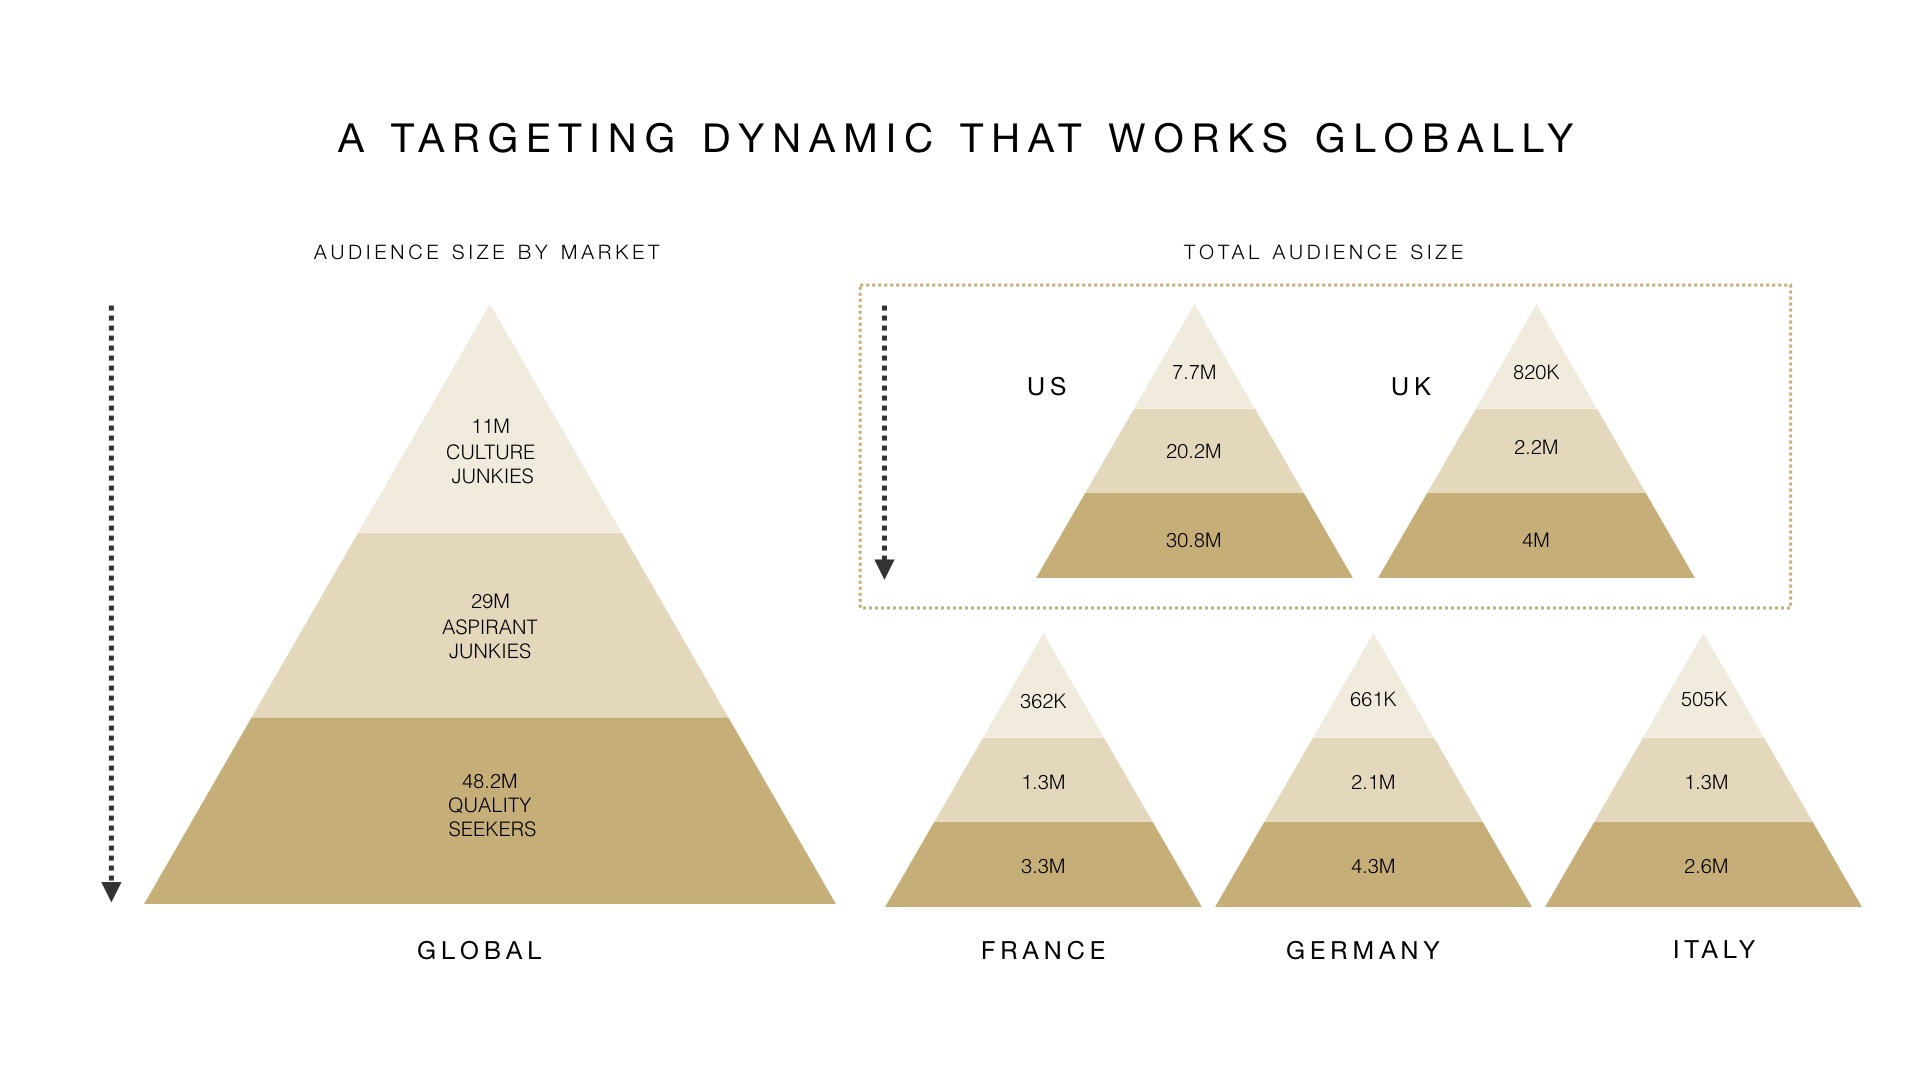 A TARGETING DYNAMIC THAT WORKS GLOBALLY
AUDIENCE SIZE BY MARKET
11M
CULTURE
JUNKIES
29M
ASPIRANT
JUNKIES
48.2M
QUALITY
SEEKERS
GLOBAL
TOTAL AUDIENCE SIZE
US
7.7M
20.2M
30.8M
UK
820K
2.2M
4M
362K
1.3M
3.3M
FRANCE
661K
2.1M
4.3M
GERMANY
505K
1.3M
2.6M
ITALY